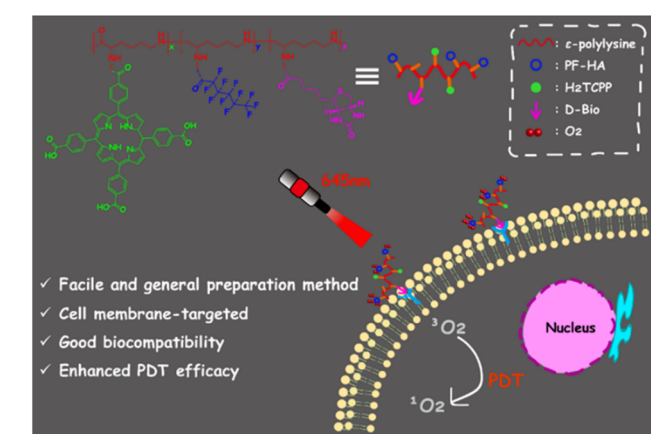 : ε-polylysine
: PF-HA
: H2TCPP
: D-Bio
: O2
645nm
✓ Facile and general preparation method
✓ Cell membrane-targeted
✓ Good biocompatibility
✓ Enhanced PDT efficacy
³O2
PDT
¹O2
Nucleus